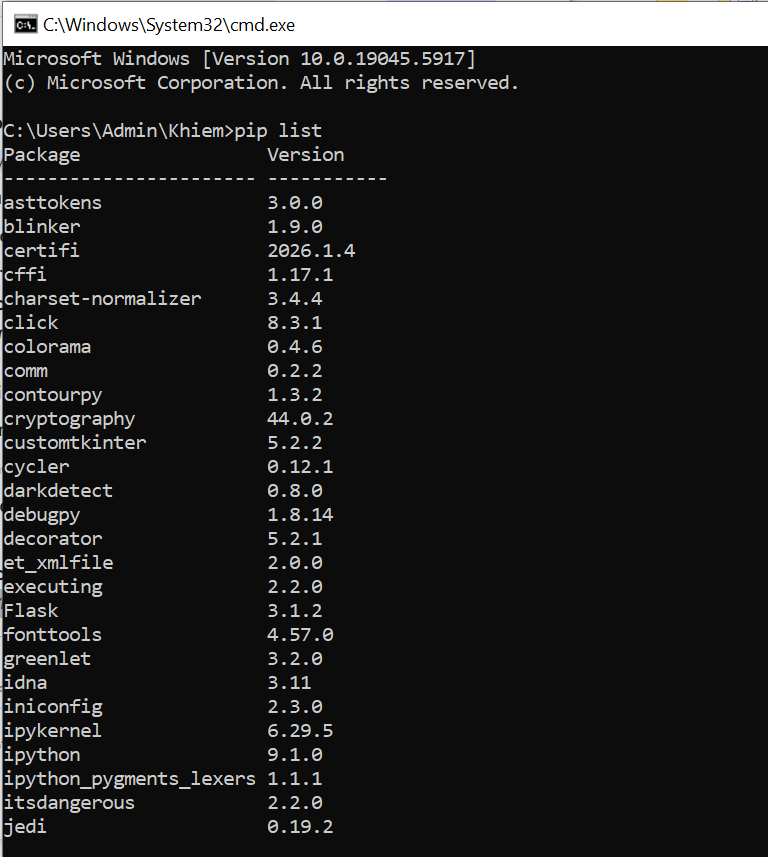 C:\Windows\System32\cmd.exe
Microsoft Windows [Version 10.0.19045.5917]
(c) Microsoft Corporation. All rights reserved.
C:\Users\Admin\Khiem>pip list
Package                 Version
----------------------- -----------
asttokens               3.0.0
blinker                 1.9.0
certifi                 2026.1.4
cffi                    1.17.1
charset-normalizer      3.4.4
click                   8.3.1
colorama                0.4.6
comm                    0.2.2
contourpy               1.3.2
cryptography            44.0.2
customtkinter           5.2.2
cycler                  0.12.1
darkdetect              0.8.0
debugpy                 1.8.14
decorator               5.2.1
et_xmlfile              2.0.0
executing               2.2.0
Flask                   3.1.2
fonttools               4.57.0
greenlet                3.2.0
idna                    3.11
iniconfig               2.3.0
ipykernel               6.29.5
ipython                 9.1.0
ipython_pygments_lexers 1.1.1
itsdangerous            2.2.0
jedi                    0.19.2